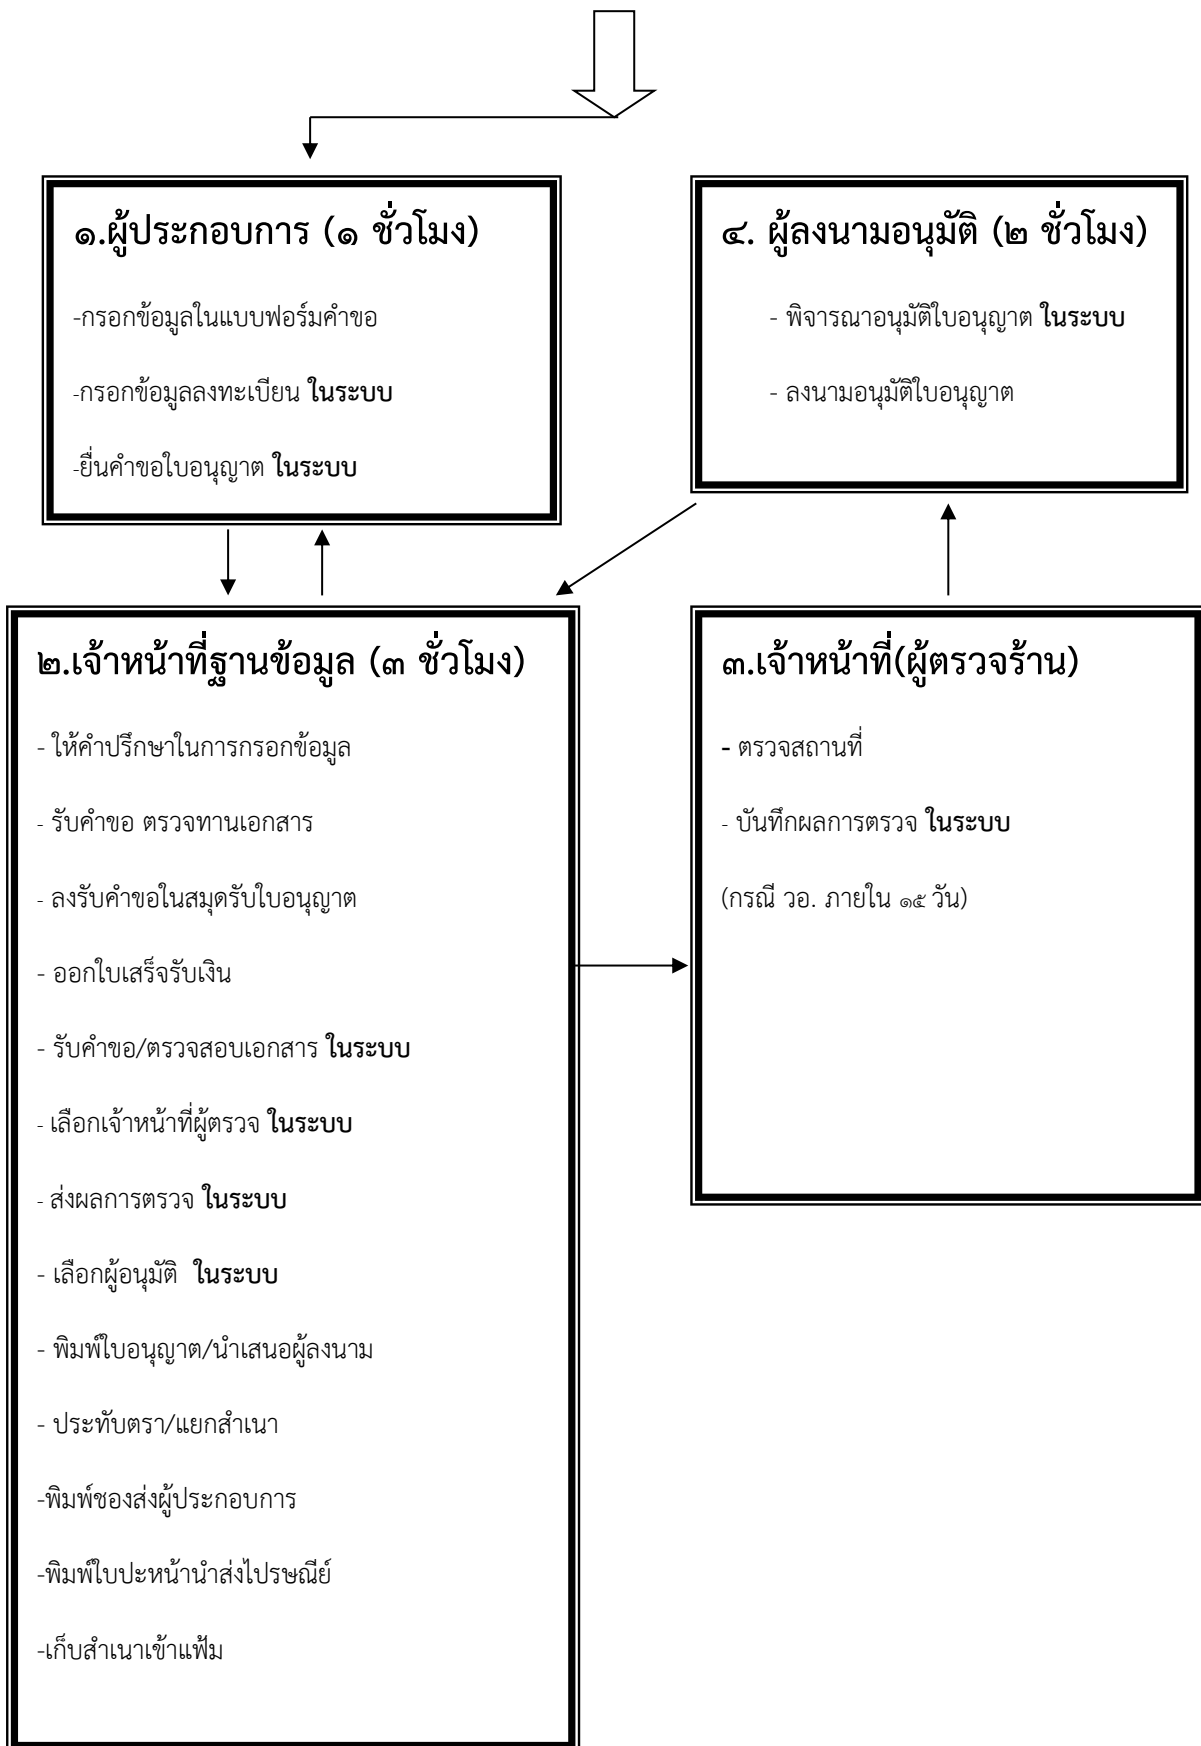 ๑.ผู้ประกอบการ (๑ ชั่วโมง)
-กรอกข้อมูลในแบบฟอร์มคำขอ
-กรอกข้อมูลลงทะเบียน ในระบบ
-ยื่นคำขอใบอนุญาต ในระบบ
๒.เจ้าหน้าที่ฐานข้อมูล (๓ ชั่วโมง)
- ให้คำปรึกษาในการกรอกข้อมูล
- รับคำขอ ตรวจทานเอกสาร
- ลงรับคำขอในสมุดรับใบอนุญาต
- ออกใบเสร็จรับเงิน
- รับคำขอ/ตรวจสอบเอกสาร ในระบบ
- เลือกเจ้าหน้าที่ผู้ตรวจ ในระบบ
- ส่งผลการตรวจ ในระบบ
- เลือกผู้อนุมัติ  ในระบบ
- พิมพ์ใบอนุญาต/นำเสนอผู้ลงนาม
- ประทับตรา/แยกสำเนา
-พิมพ์ซองส่งผู้ประกอบการ
-พิมพ์ใบปะหน้านำส่งไปรษณีย์
-เก็บสำเนาเข้าแฟ้ม
๓.เจ้าหน้าที่(ผู้ตรวจร้าน)
- ตรวจสถานที่
- บันทึกผลการตรวจ ในระบบ
(กรณี วอ. ภายใน ๑๕ วัน)
๔. ผู้ลงนามอนุมัติ (๒ ชั่วโมง)
- พิจารณาอนุมัติใบอนุญาต ในระบบ
- ลงนามอนุมัติใบอนุญาต